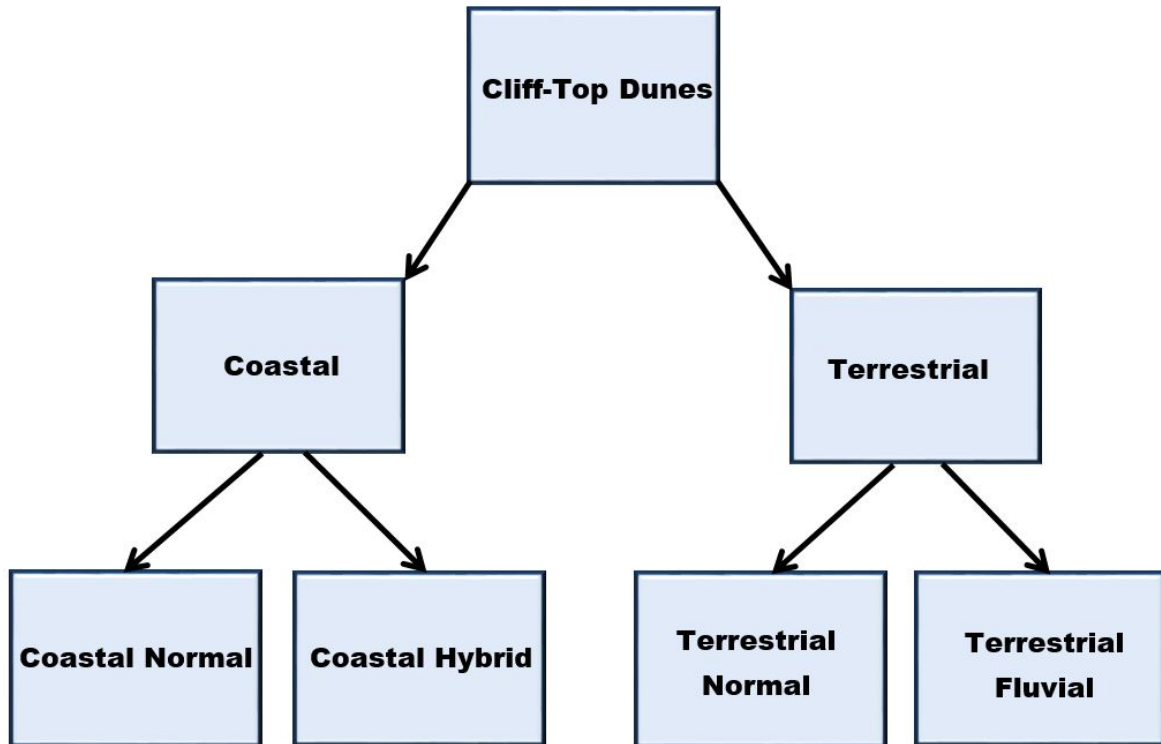 Cliff-Top Dunes
Coastal
Terrestrial
Coastal Normal
Coastal Hybrid
Terrestrial
Normal
Terrestrial
Fluvial